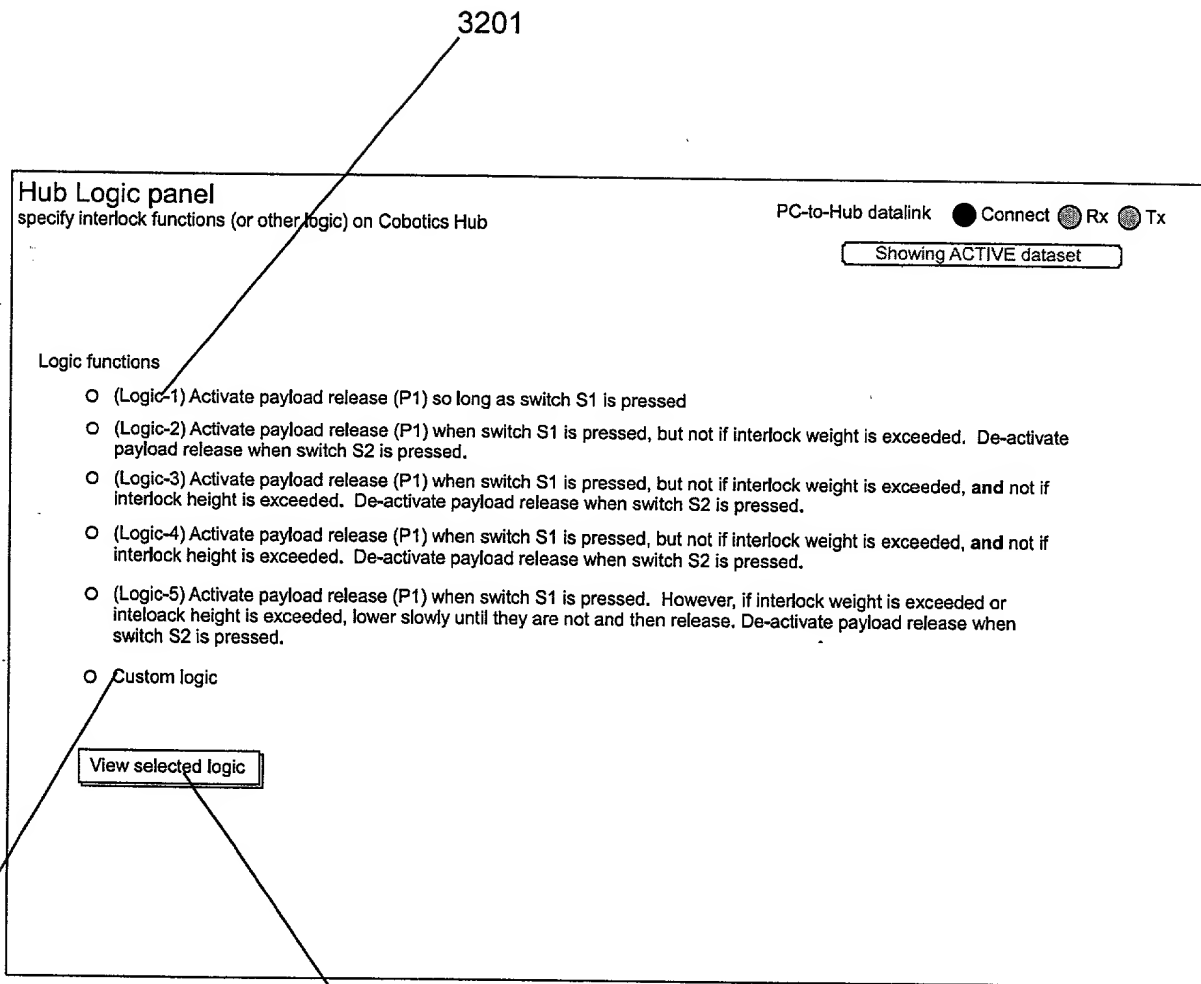 3201
Hub Logic panel
specify interlock functions (or other logic) on Cobotics Hub
PC-to-Hub datalink Connect Rx Tx
Showing ACTIVE dataset
Logic functions
(Logic-1) Activate payload release (P1) so long as switch S1 is pressed
(Logic-2) Activate payload release (P1) when switch S1 is pressed, but not if interlock weight is exceeded. De-activate
payload release when switch S2 is pressed.
(Logic-3) Activate payload release (P1) when switch S1 is pressed, but not if interlock weight is exceeded, and not if
interlock height is exceeded. De-activate payload release when switch S2 is pressed.
(Logic-4) Activate payload release (P1) when switch S1 is pressed, but not if interlock weight is exceeded, and not if
interlock height is exceeded. De-activate payload release when switch S2 is pressed.
(Logic-5) Activate payload release (P1) when switch S1 is pressed. However, if interlock weight is exceeded or
inteloack height is exceeded, lower slowly until they are not and then release. De-activate payload release when
switch S2 is pressed.
Custom logic
View selected logic